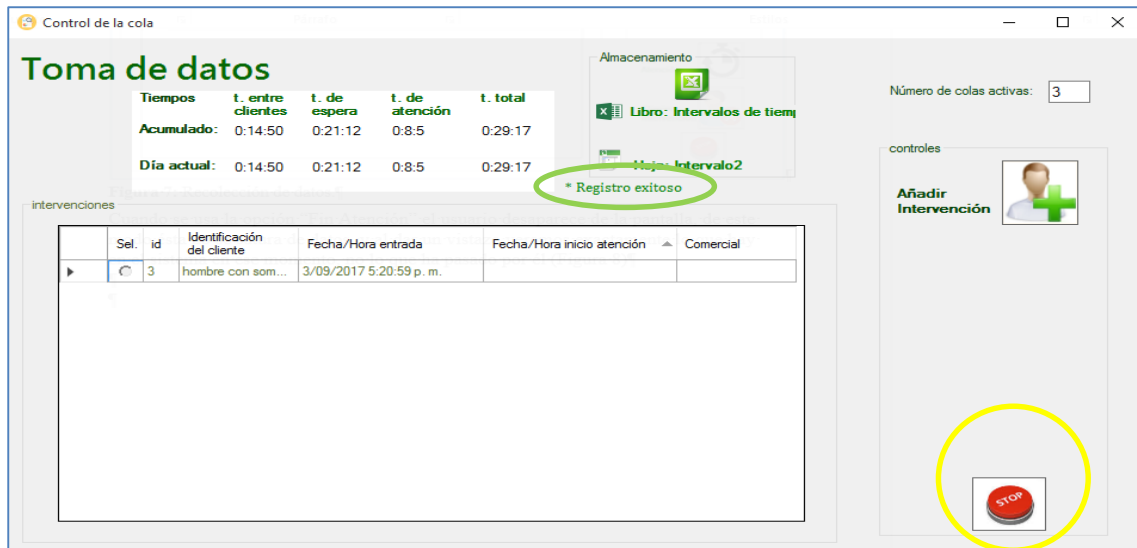 Control de la cola
Toma de datos
Tiempos t. entre clientes t. de espera t. de atención t. total
Acumulado: 0:14:50 0:21:12 0:8:5 0:29:17
Día actual: 0:14:50 0:21:12 0:8:5 0:29:17
Almacenamiento
Libro: Intervalos de tiemp
Hoja: Intervalo2
* Registro exitoso
Número de colas activas: 3
controles
Añadir
Intervención
STOP
intervenciones
Sel. id Identificación del cliente Fecha/Hora entrada Fecha/Hora inicio atención Comercial
3 hombre con som... 3/09/2017 5:20:59 p. m.